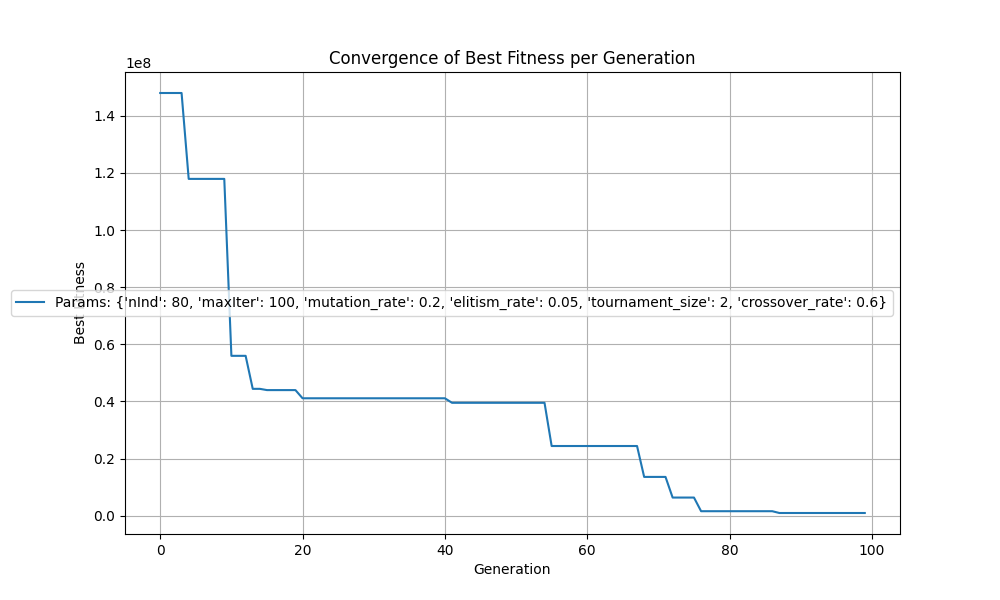 Convergence of Best Fitness per Generation
1e8
1.4
1.2
1.0
0.8
Params: {'nInd': 80, 'maxIter': 100, 'mutation_rate': 0.2, 'elitism_rate': 0.05, 'tournament_size': 2, 'crossover_rate': 0.6}
Best Fitness
0.6
0.4
0.2
0.0
0 20 40 60 80 100
Generation